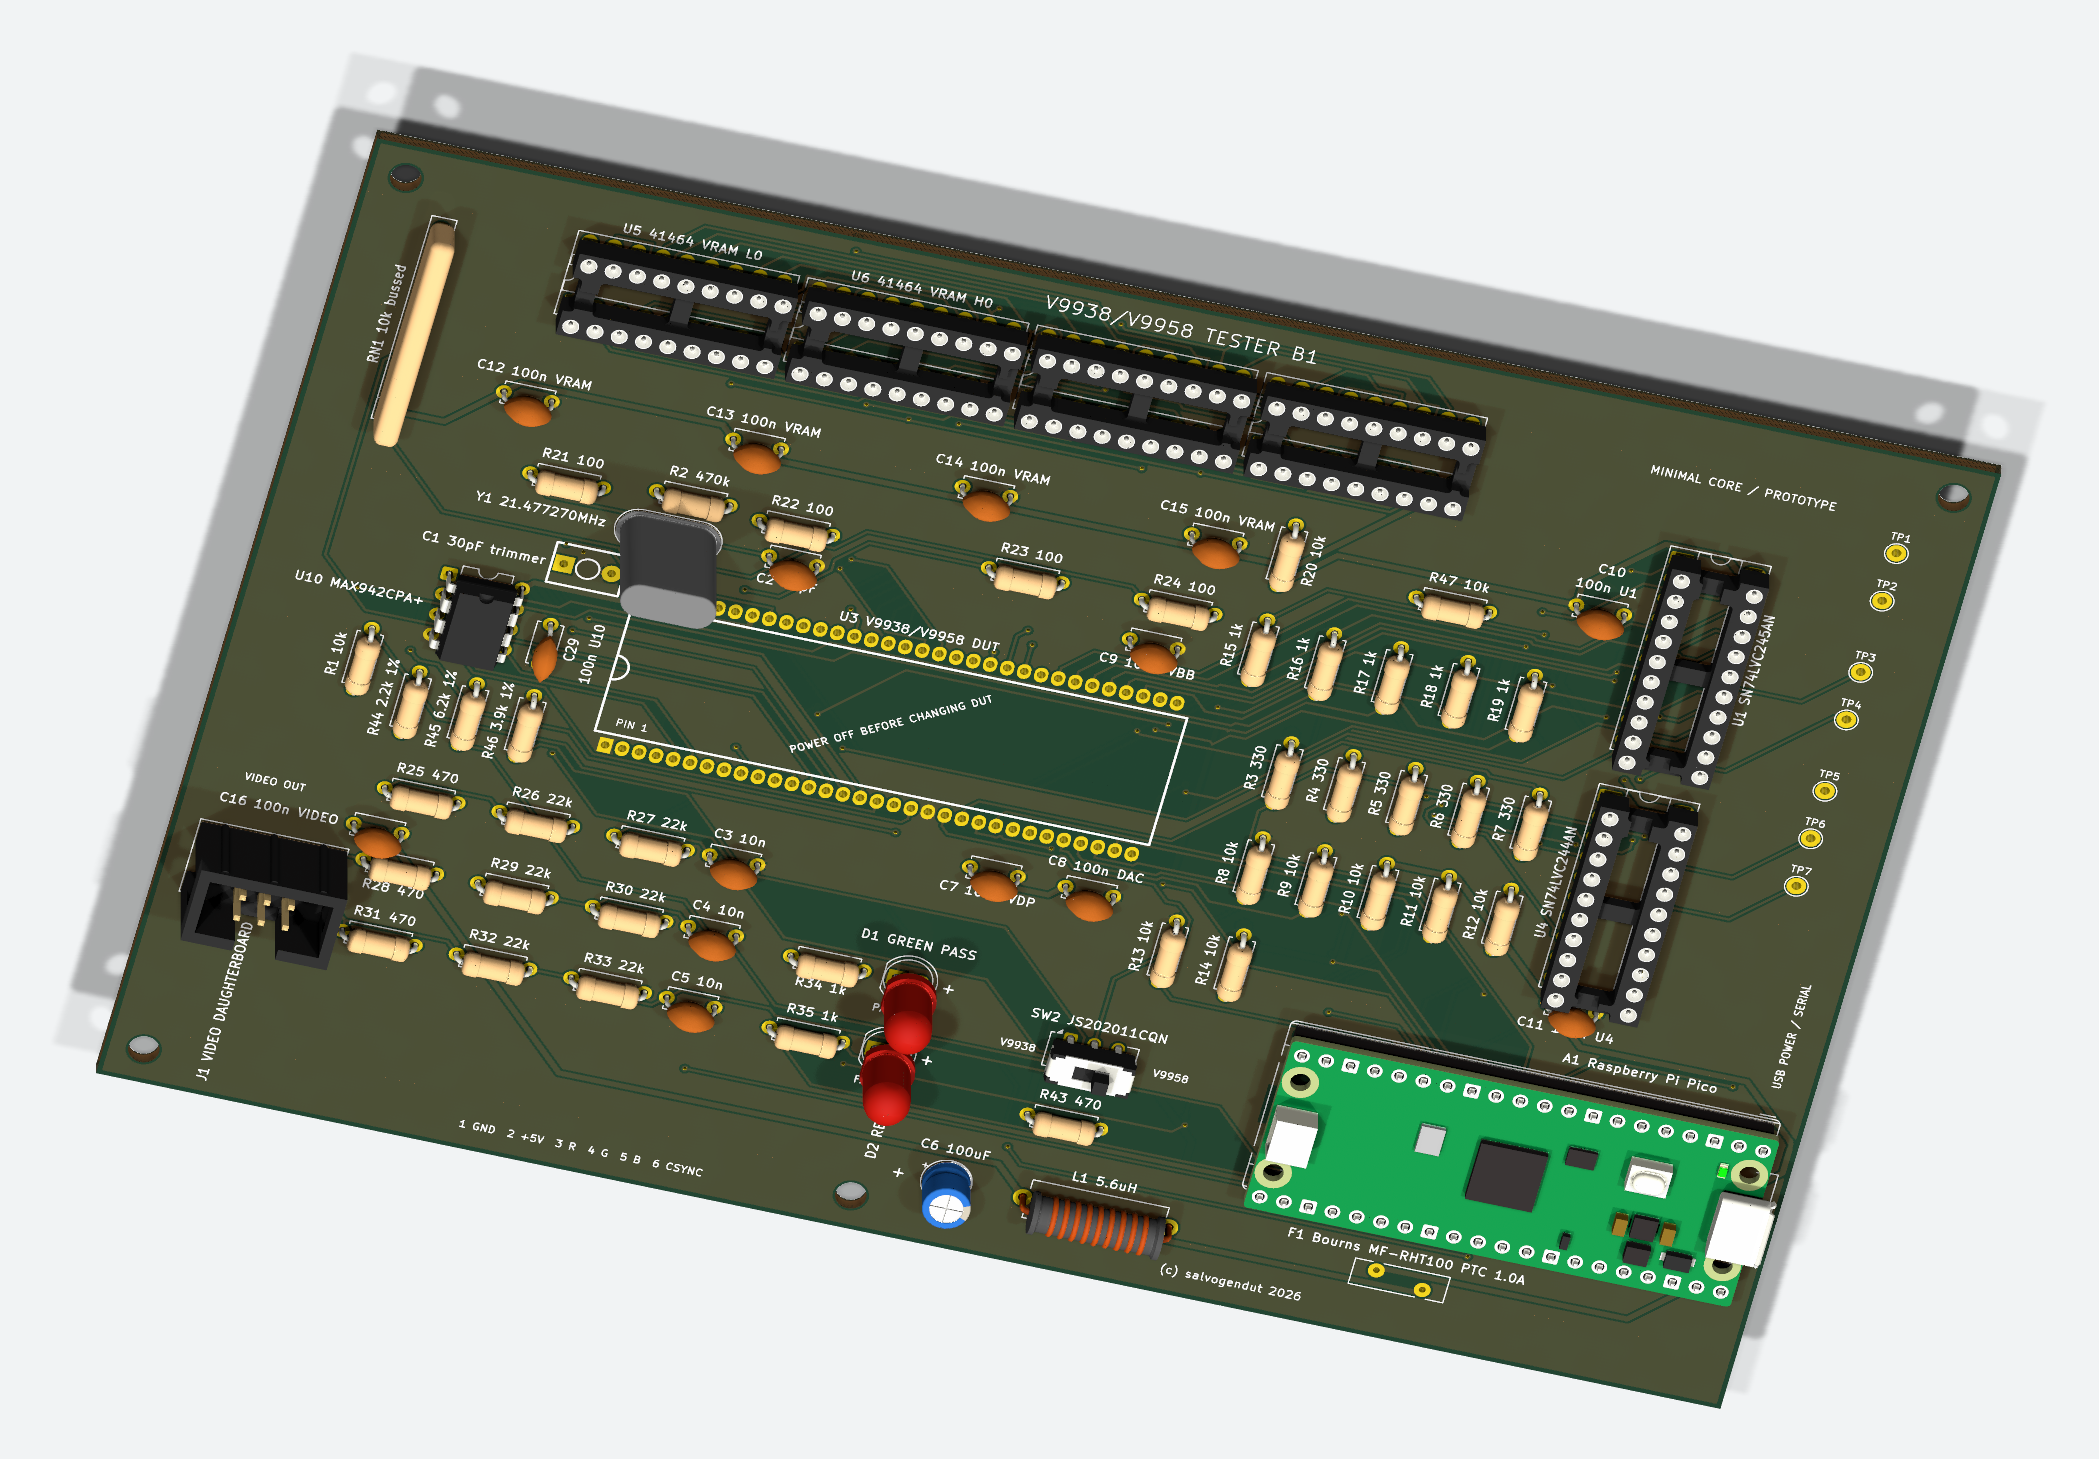 U5 41464 VRAM LO
U6 41464 VRAM HO
V9938/V9958 TESTER B1
RN1 10k bussed
C12 100n VRAM
C13 100n VRAM
C14 100n VRAM
C15 100n VRAM
MINIMAL CORE / PROTOTYPE
R21 100
R2 470k
R22 100
Y1 21.477270MHz
C1 30pF trimmer
R23 100
R24 100
R20 10k
R47 10k
C10
100n U1
TP1
TP2
TP3
TP4
TP5
TP6
TP7
U10 MAX942CPA+
C29
100n U10
U3 V9938/V9958 DUT
R15 1k
R16 1k
R17 1k
R18 1k
R19 1k
U1 SN74LVC245AN
R1 10k
R44 2.2k 1%
R45 6.2k 1%
R46 3.9k 1%
PIN 1
POWER OFF BEFORE CHANGING DUT
R3 330
R4 330
R5 330
R6 330
R7 330
U4 SN74LVC244AN
VIDEO OUT
C16 100n VIDEO
R25 470
R26 22k
R27 22k
C3 10n
R28 470
R29 22k
R30 22k
C4 10n
R31 470
R32 22k
R33 22k
C5 10n
C8 100n DAC
R8 10k
R9 10k
R10 10k
R11 10k
R12 10k
R13 10k
R14 10k
D1 GREEN PASS
+
R34 1k
R35 1k
+
SW2 JS202011CQN
V9938
V9958
R43 470
U4
A1 Raspberry Pi Pico
USB POWER / SERIAL
J1 VIDEO DAUGHTERBOARD
1 GND 2 +5V 3 R 4 G 5 B 6 CSYNC
D2
C6 100uF
+
L1 5.6uH
F1 Bourns MF-RHT100 PTC 1.0A
(c) salvogendut 2026